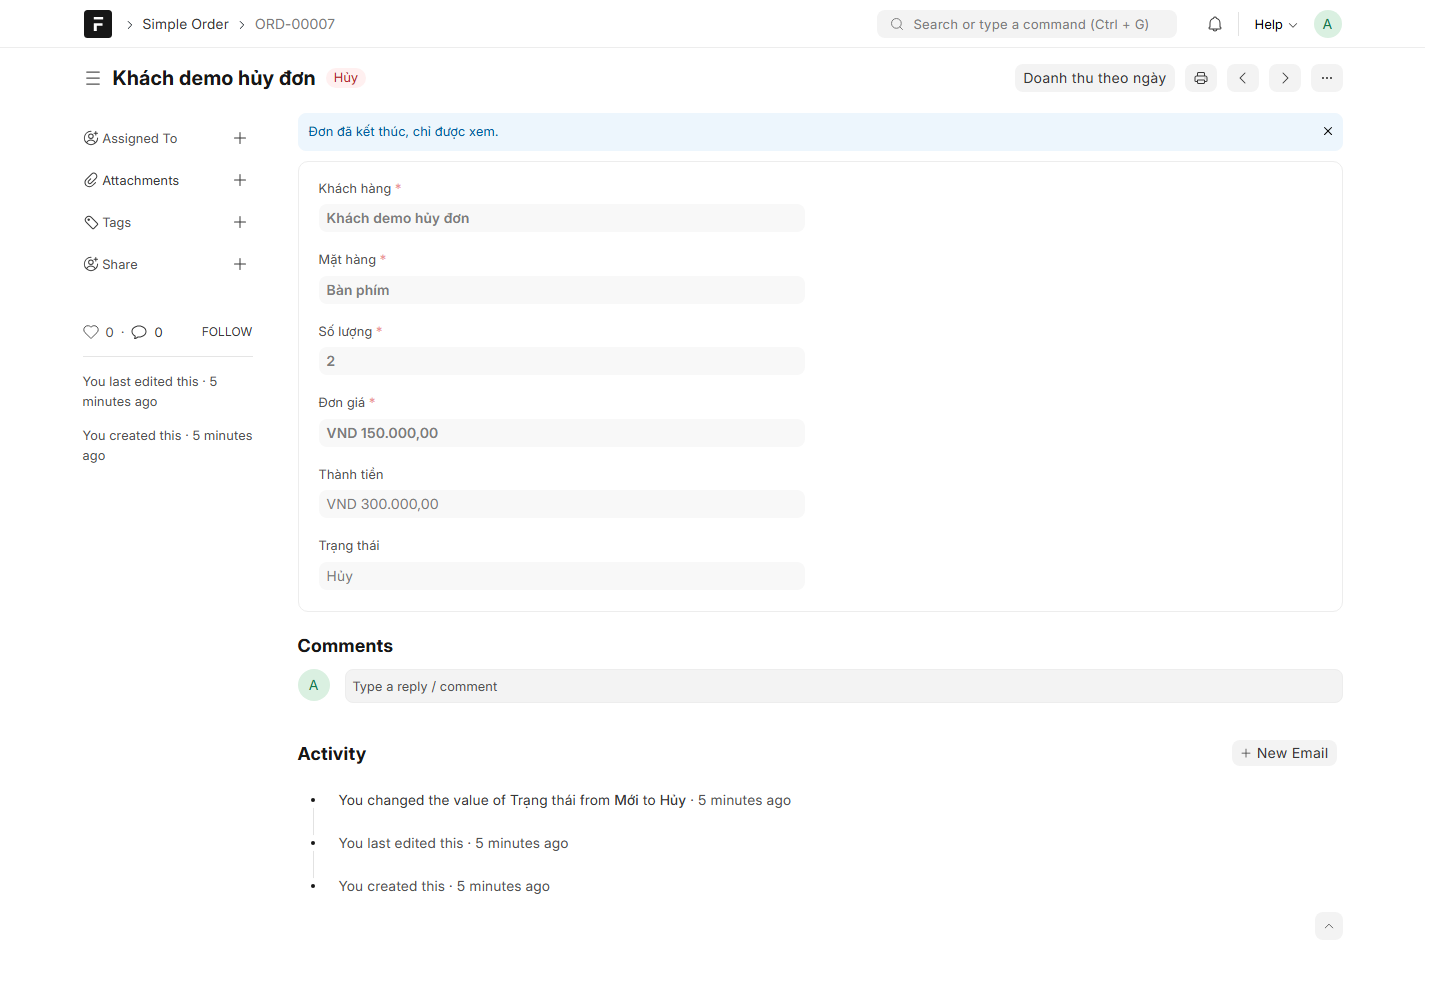 Simple Order
ORD-00007
Search or type a command (Ctrl + G)
Help
A
Khách demo hủy đơn
Hủy
Doanh thu theo ngày
Assigned To
Attachments
Tags
Share
0 · 0
FOLLOW
You last edited this · 5
minutes ago
You created this · 5 minutes
ago
Đơn đã kết thúc, chỉ được xem.
Khách hàng *
Khách demo hủy đơn
Mặt hàng *
Bàn phím
Số lượng *
2
Đơn giá *
VND 150.000,00
Thành tiền
VND 300.000,00
Trạng thái
Hủy
Comments
A
Type a reply / comment
Activity
New Email
You changed the value of Trạng thái from Mới to Hủy · 5 minutes ago
You last edited this · 5 minutes ago
You created this · 5 minutes ago